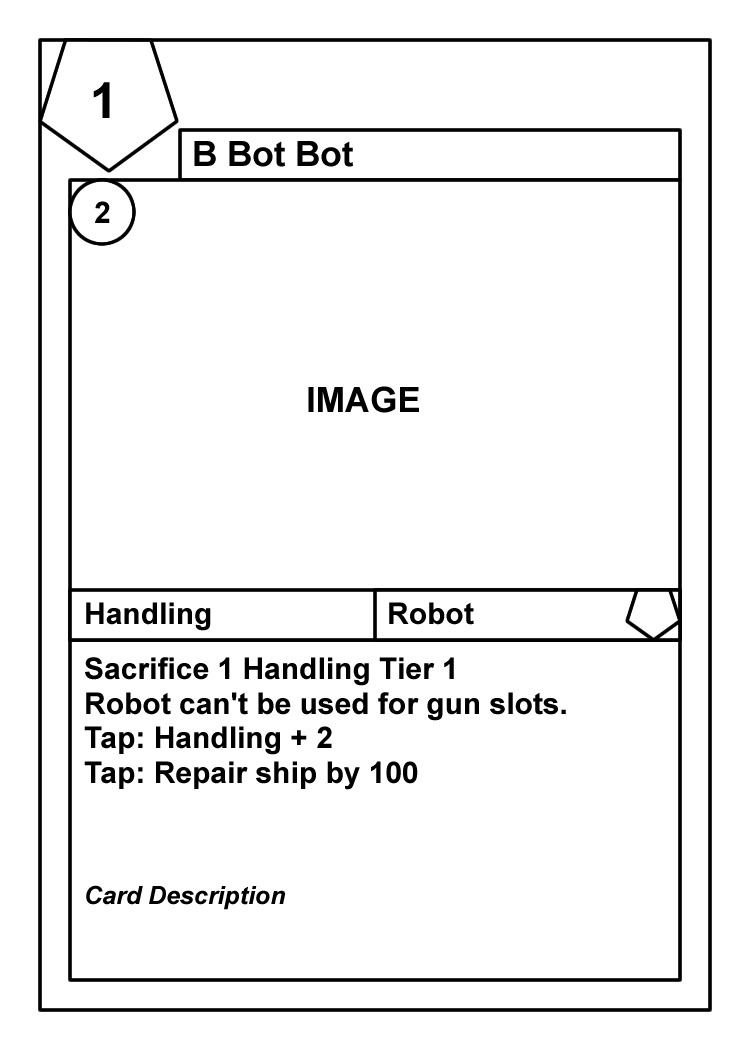 1
B Bot Bot
2
IMAGE
Handling
Robot
Sacrifice 1 Handling Tier 1
Robot can't be used for gun slots.
Tap: Handling + 2
Tap: Repair ship by 100
Card Description